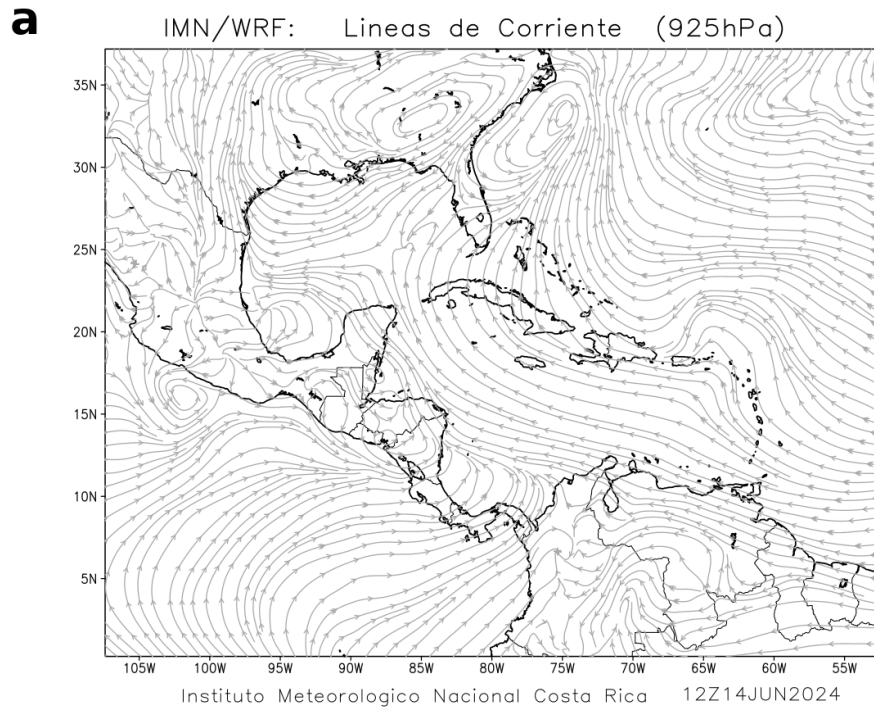 a
IMN/WRF: Lineas de Corriente (925hPa)
35N
30N
25N
20N
15N
10N
5N
105W 100W 95W 90W 85W 80W 75W 70W 65W 60W 55W
Instituto Meteorologico Nacional Costa Rica 12Z14JUN2024